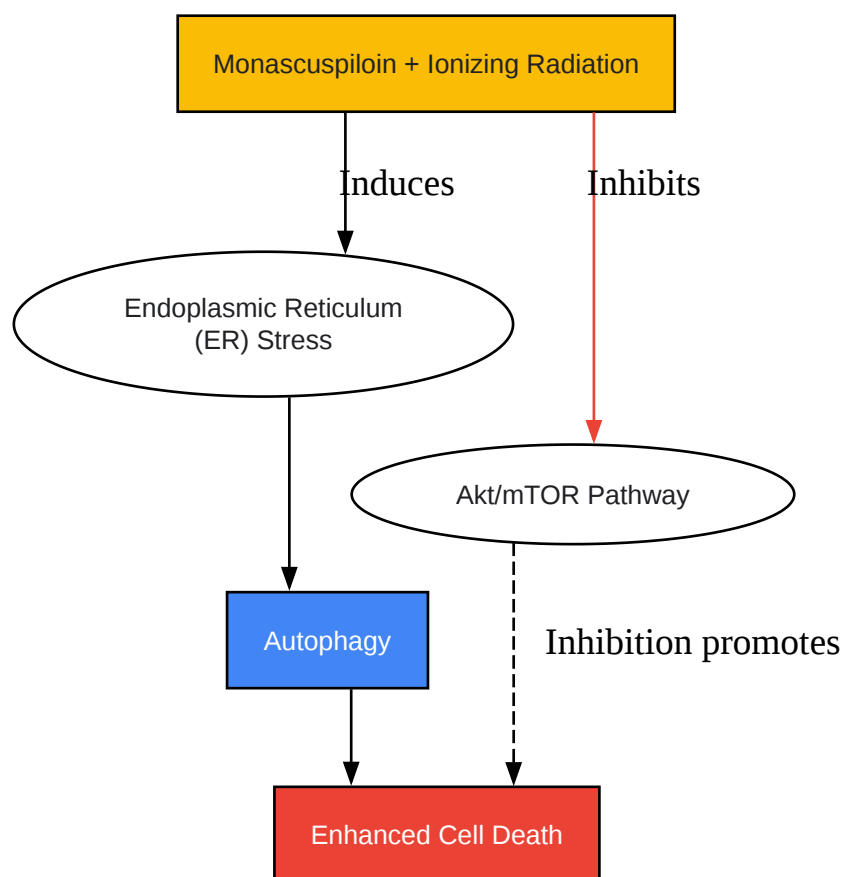 Monascuspiloin + Ionizing Radiation
Induces
Inhibits
Endoplasmic Reticulum
(ER) Stress
Akt/mTOR Pathway
Autophagy
Inhibition promotes
Enhanced Cell Death